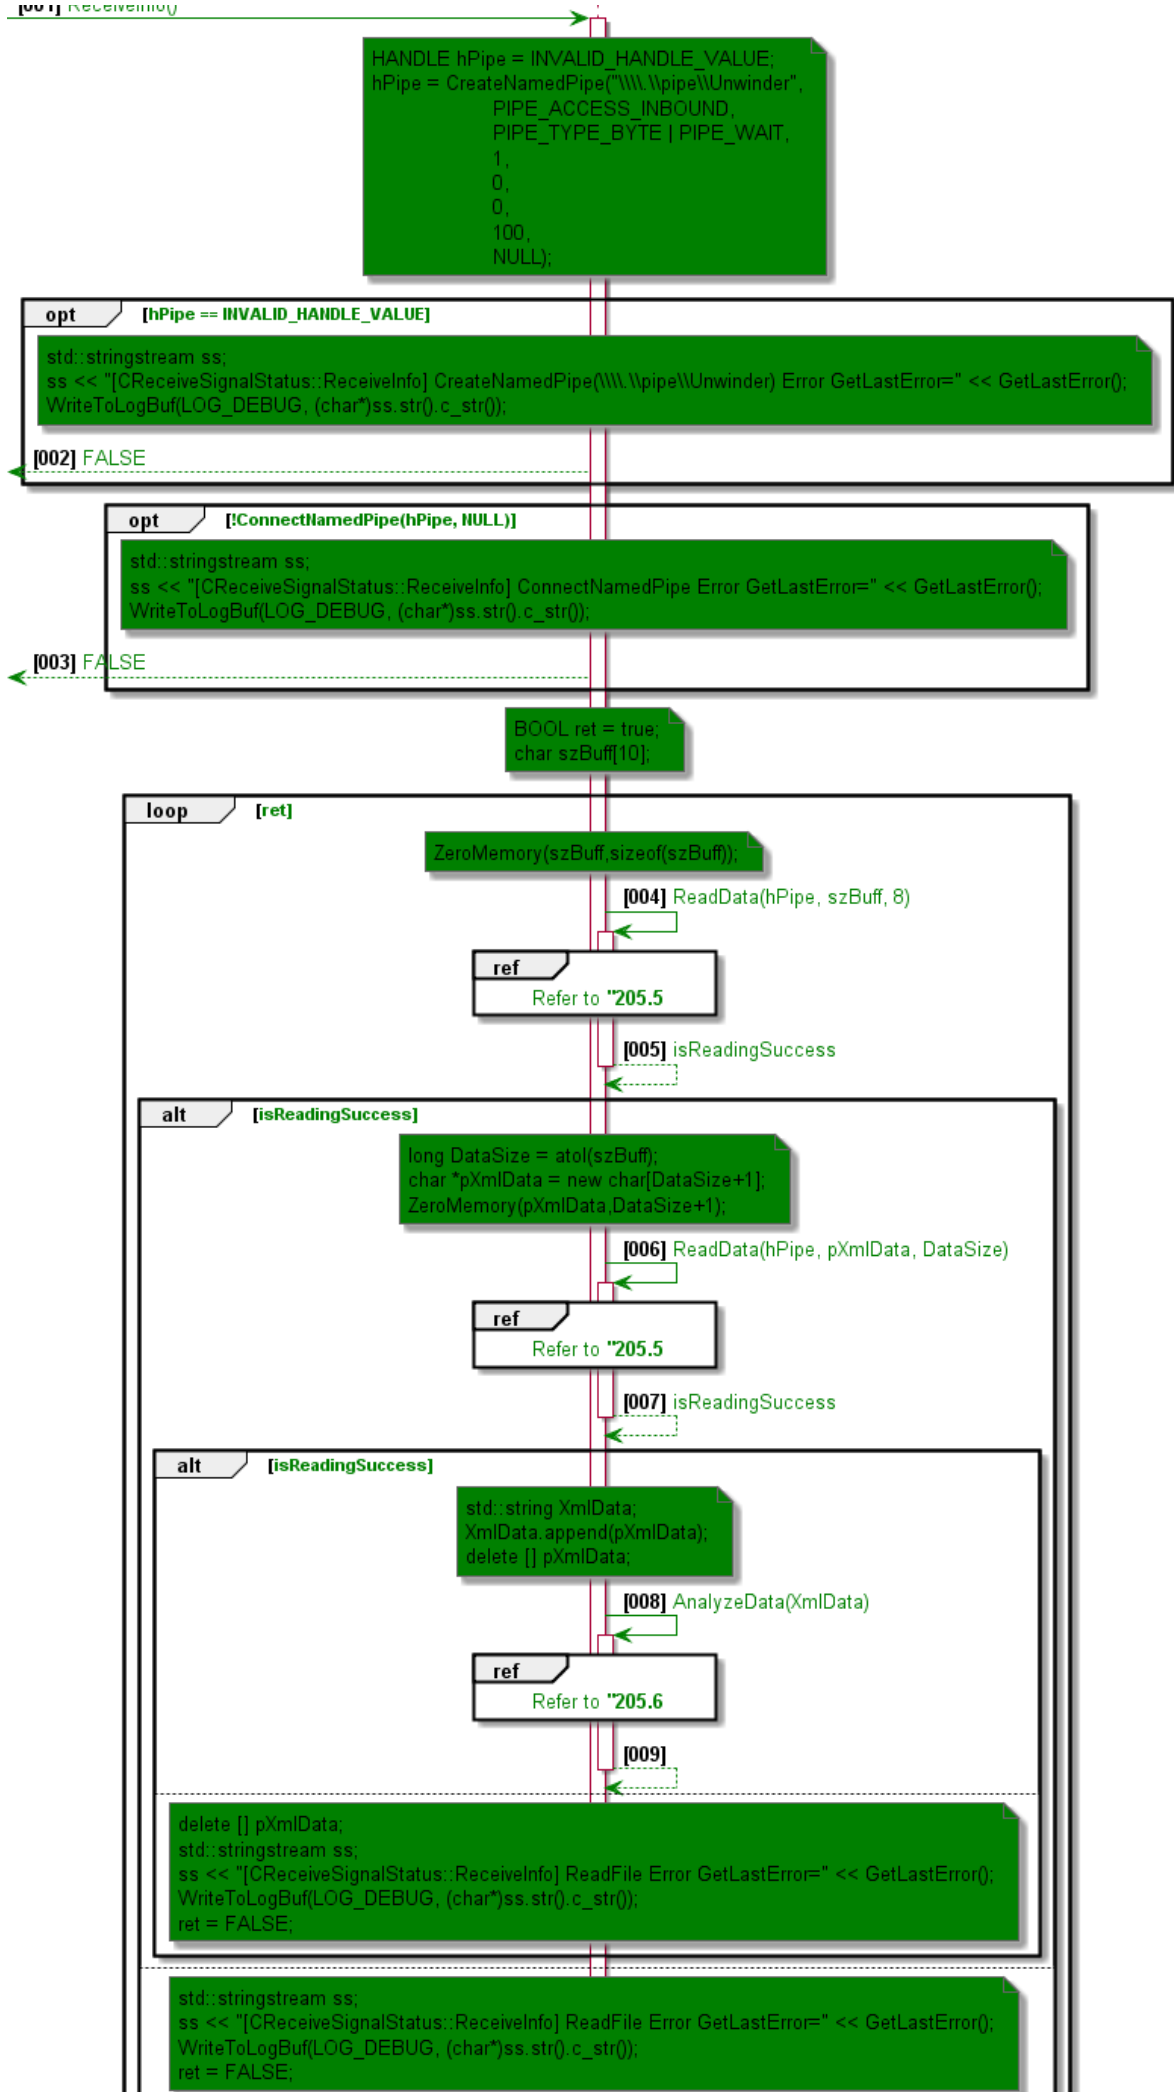 [001] ReceiveInfo()
HANDLE hPipe = INVALID_HANDLE_VALUE;
hPipe = CreateNamedPipe("\\\\.\\pipe\\Unwinder",
PIPE_ACCESS_INBOUND,
PIPE_TYPE_BYTE | PIPE_WAIT,
1,
0,
0,
100,
NULL);
opt [hPipe == INVALID_HANDLE_VALUE]
std::stringstream ss;
ss << "[CReceiveSignalStatus::ReceiveInfo] CreateNamedPipe(\\\\.\\pipe\\Unwinder) Error GetLastError=" << GetLastError();
WriteToLogBuf(LOG_DEBUG, (char*)ss.str().c_str());
[002] FALSE
opt [!ConnectNamedPipe(hPipe, NULL)]
std::stringstream ss;
ss << "[CReceiveSignalStatus::ReceiveInfo] ConnectNamedPipe Error GetLastError=" << GetLastError();
WriteToLogBuf(LOG_DEBUG, (char*)ss.str().c_str());
[003] FALSE
BOOL ret = true;
char szBuff[10];
loop [ret]
ZeroMemory(szBuff,sizeof(szBuff));
[004] ReadData(hPipe, szBuff, 8)
ref
Refer to "205.5
[005] isReadingSuccess
alt [isReadingSuccess]
long DataSize = atol(szBuff);
char *pXmlData = new char[DataSize+1];
ZeroMemory(pXmlData,DataSize+1);
[006] ReadData(hPipe, pXmlData, DataSize)
ref
Refer to "205.5
[007] isReadingSuccess
alt [isReadingSuccess]
std::string XmlData;
XmlData.append(pXmlData);
delete [] pXmlData;
[008] AnalyzeData(XmlData)
ref
Refer to "205.6
[009]
delete [] pXmlData;
std::stringstream ss;
ss << "[CReceiveSignalStatus::ReceiveInfo] ReadFile Error GetLastError=" << GetLastError();
WriteToLogBuf(LOG_DEBUG, (char*)ss.str().c_str());
ret = FALSE;
std::stringstream ss;
ss << "[CReceiveSignalStatus::ReceiveInfo] ReadFile Error GetLastError=" << GetLastError();
WriteToLogBuf(LOG_DEBUG, (char*)ss.str().c_str());
ret = FALSE;